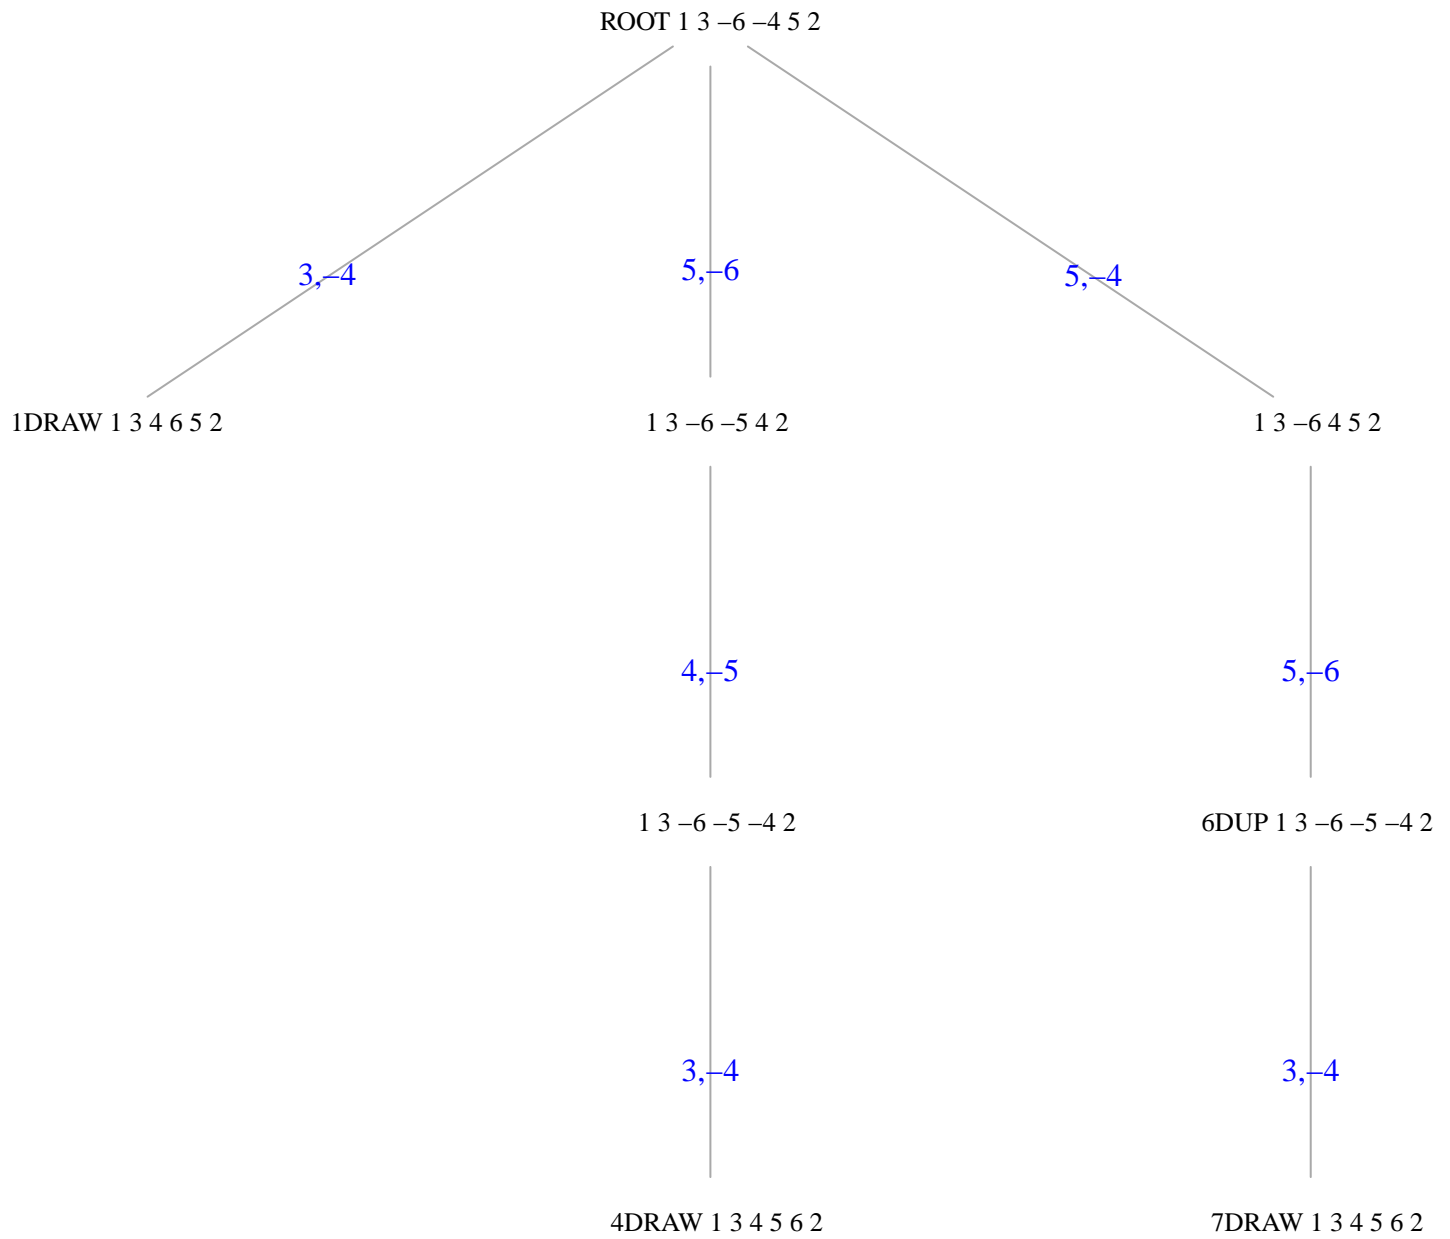 ROOT 1 3 –6 –4 5 2
3,–4
5,–6
5,–4
1DRAW 1 3 4 6 5 2
1 3 –6 –5 4 2
1 3 –6 4 5 2
4,–5
5,–6
1 3 –6 –5 –4 2
6DUP 1 3 –6 –5 –4 2
3,–4
3,–4
4DRAW 1 3 4 5 6 2
7DRAW 1 3 4 5 6 2